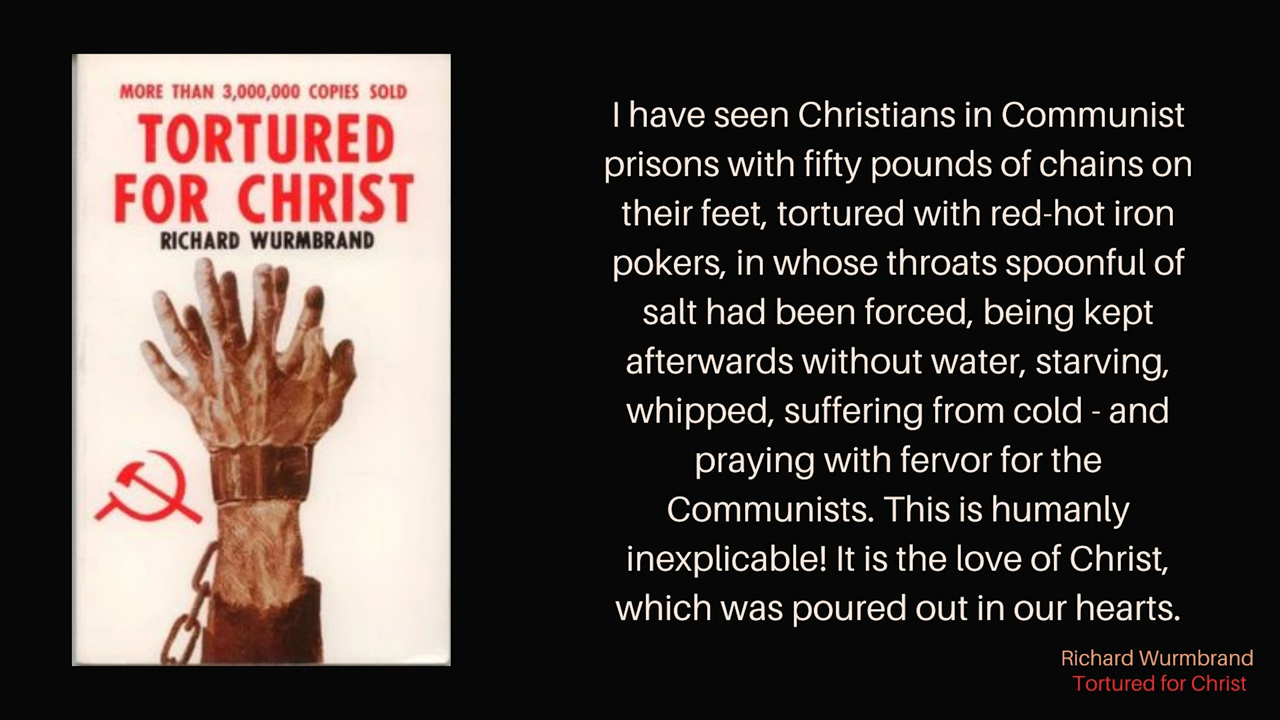 MORE THAN 3,000,000 COPIES SOLD
TORTURED
FOR CHRIST
RICHARD WURMBRAND
I have seen Christians in Communist
prisons with fifty pounds of chains on
their feet, tortured with red-hot iron
pokers, in whose throats spoonful of
salt had been forced, being kept
afterwards without water, starving,
whipped, suffering from cold - and
praying with fervor for the
Communists. This is humanly
inexplicable! It is the love of Christ,
which was poured out in our hearts.
Richard Wurmbrand
Tortured for Christ